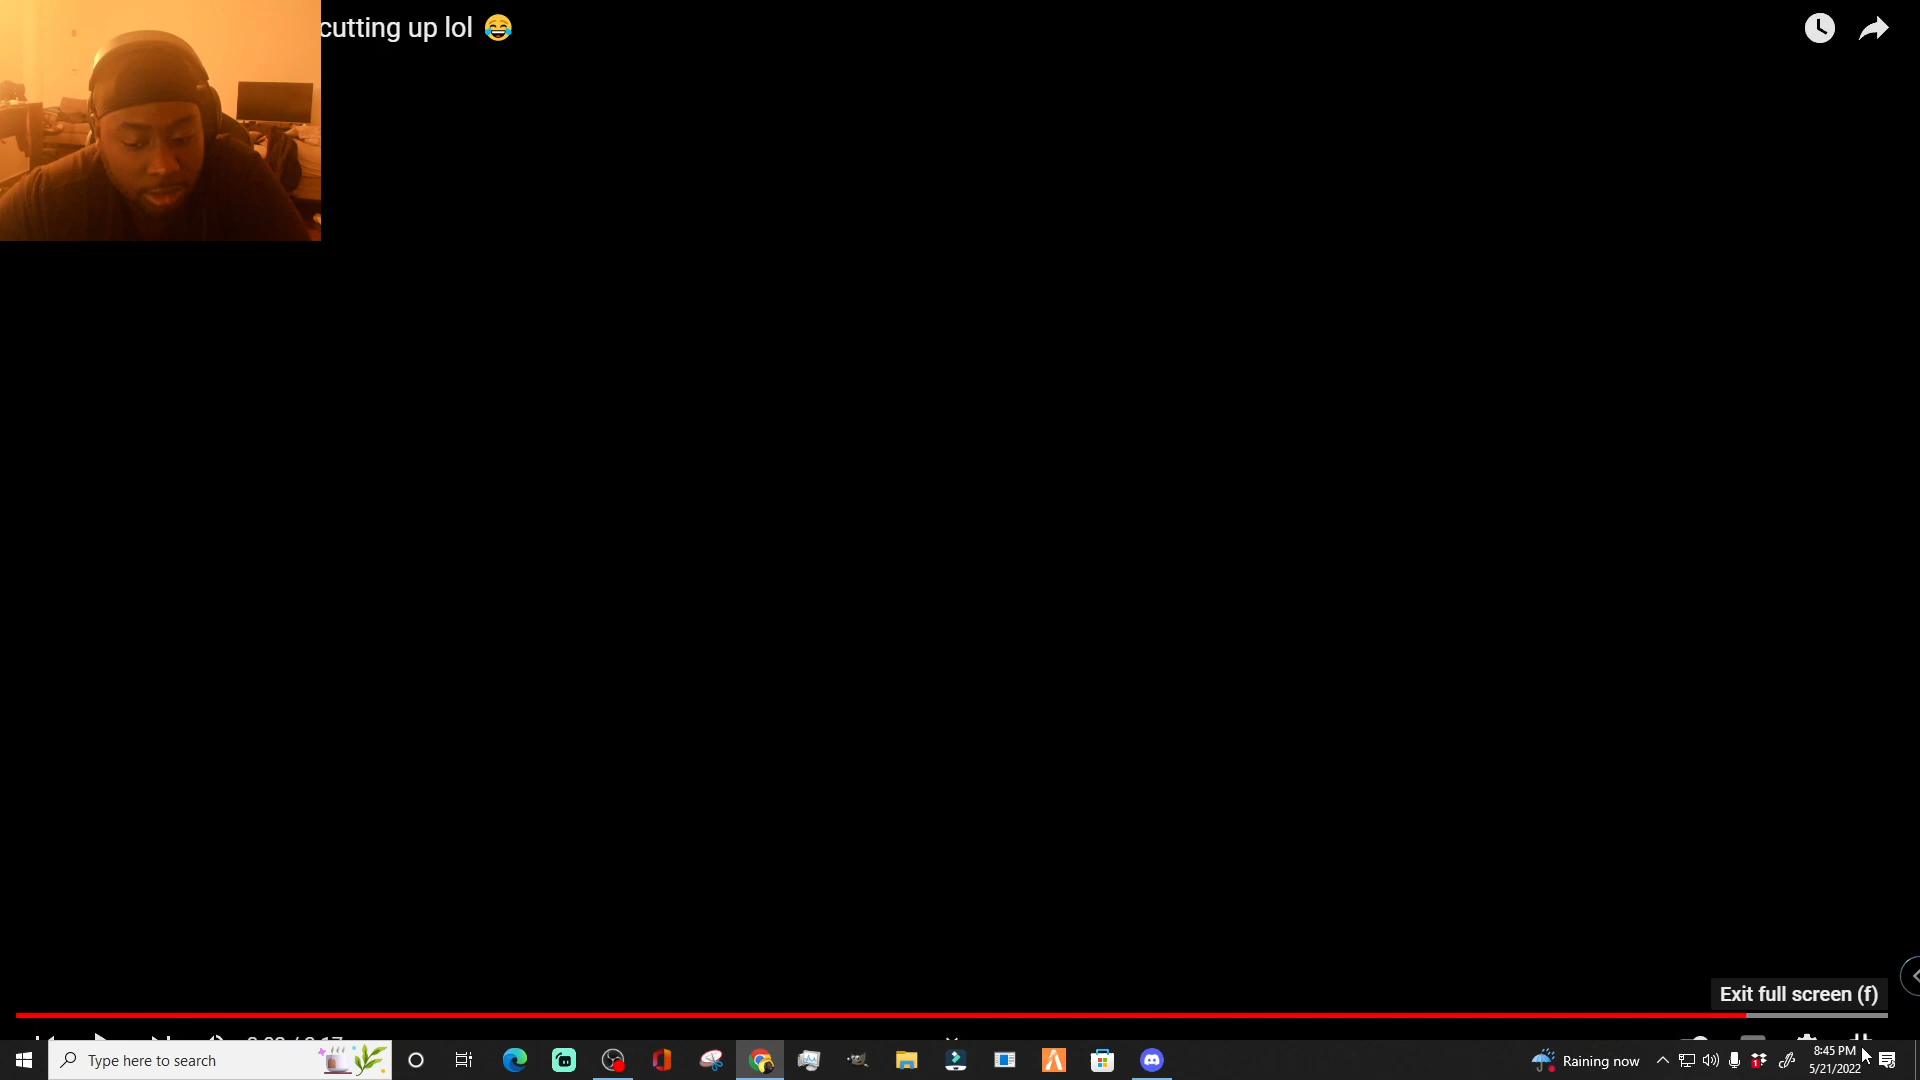 cutting up lol 😂
Exit full screen (f)
Type here to search
Raining now
8:45 PM
5/21/2022